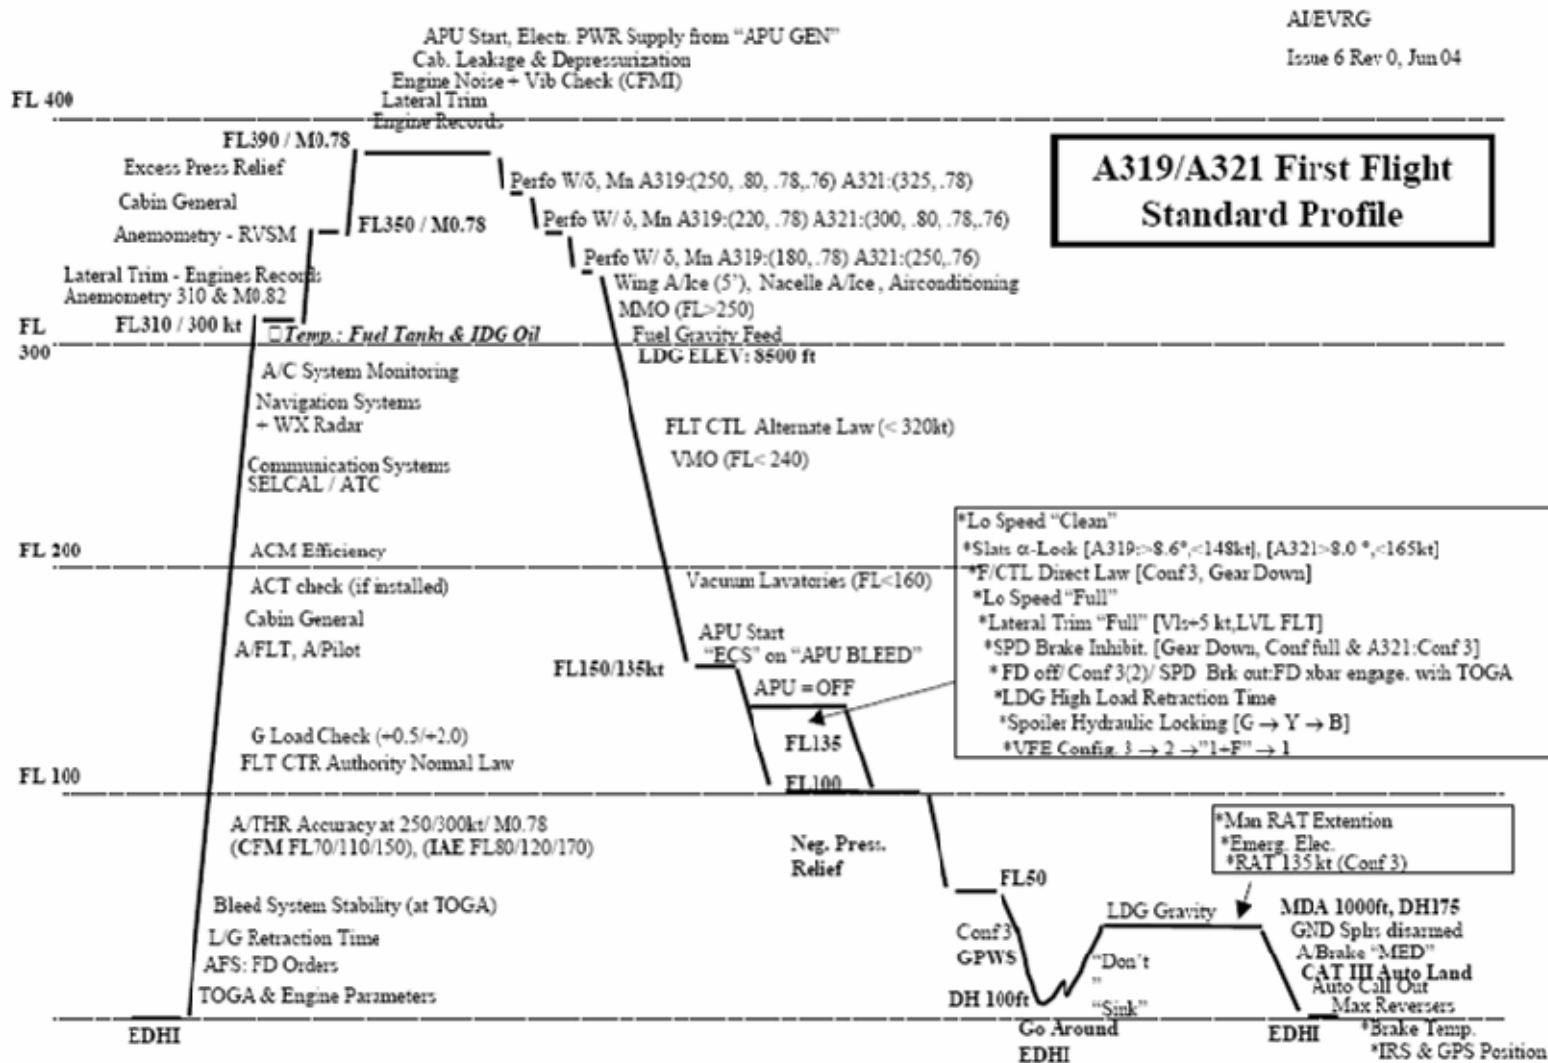 AI/EVRG
Issue 6 Rev 0, Jun 04
A319/A321 First Flight
Standard Profile
APU Start, Electr. PWR Supply from “APU GEN”
Cab. Leakage & Depressurization
Engine Noise + Vib Check (CFMI)
Lateral Trim
Engine Records
FL 400
FL390 / M0.78
Excess Press Relief
Cabin General
Anemometry - RVSM
FL350 / M0.78
Lateral Trim - Engines Records
Anemometry 310 & M0.82
FL310 / 300 kt
Temp.: Fuel Tanks & IDG Oil
FL
300
Perfo W/δ, Mn A319:(250, .80, .78,.76) A321:(325, .78)
Perfo W/ δ, Mn A319:(220, .78) A321:(300, .80, .78,.76)
Perfo W/ δ, Mn A319:(180,.78) A321:(250,.76)
Wing A/Ice (5’), Nacelle A/Ice , Airconditioning
MMO (FL>250)
Fuel Gravity Feed
LDG ELEV: 8500 ft
A/C System Monitoring
Navigation Systems
+ WX Radar
Communication Systems
SELCAL / ATC
FLT CTL Alternate Law (< 320kt)
VMO (FL< 240)
FL 200
ACM Efficiency
ACT check (if installed)
Cabin General
A/FLT, A/Pilot
Vacuum Lavatories (FL<160)
APU Start
“ECS” on “APU BLEED”
FL150/135kt
APU = OFF
FL135
FL100
*Lo Speed “Clean”
*Slats α-Lock [A319:>8.6°,<148kt], [A321>8.0 °,<165kt]
*F/CTL Direct Law [Conf 3, Gear Down]
*Lo Speed “Full”
*Lateral Trim “Full” [Vls+5 kt,LVL FLT]
*SPD Brake Inhibit. [Gear Down, Conf full & A321:Conf 3]
*FD off/ Conf 3(2)/ SPD Brk out:FD xbar engage. with TOGA
*LDG High Load Retraction Time
*Spoiler Hydraulic Locking [G → Y → B]
*VFE Config. 3 → 2 →”1+F” → 1
G Load Check (+0.5/+2.0)
FLT CTR Authority Normal Law
FL 100
A/THR Accuracy at 250/300kt/ M0.78
(CFM FL70/110/150), (IAE FL80/120/170)
Bleed System Stability (at TOGA)
L/G Retraction Time
AFS: FD Orders
TOGA & Engine Parameters
EDHI
Neg. Press.
Relief
FL50
Conf 3
GPWS
DH 100ft
Go Around
EDHI
“Don’t
”
“Sink”
LDG Gravity
*Man RAT Extention
*Emerg. Elec.
*RAT 135 kt (Conf 3)
MDA 1000ft, DH175
GND Splrs disarmed
A/Brake “MED”
CAT III Auto Land
Auto Call Out
Max Reversers
EDHI
*Brake Temp.
*IRS & GPS Position